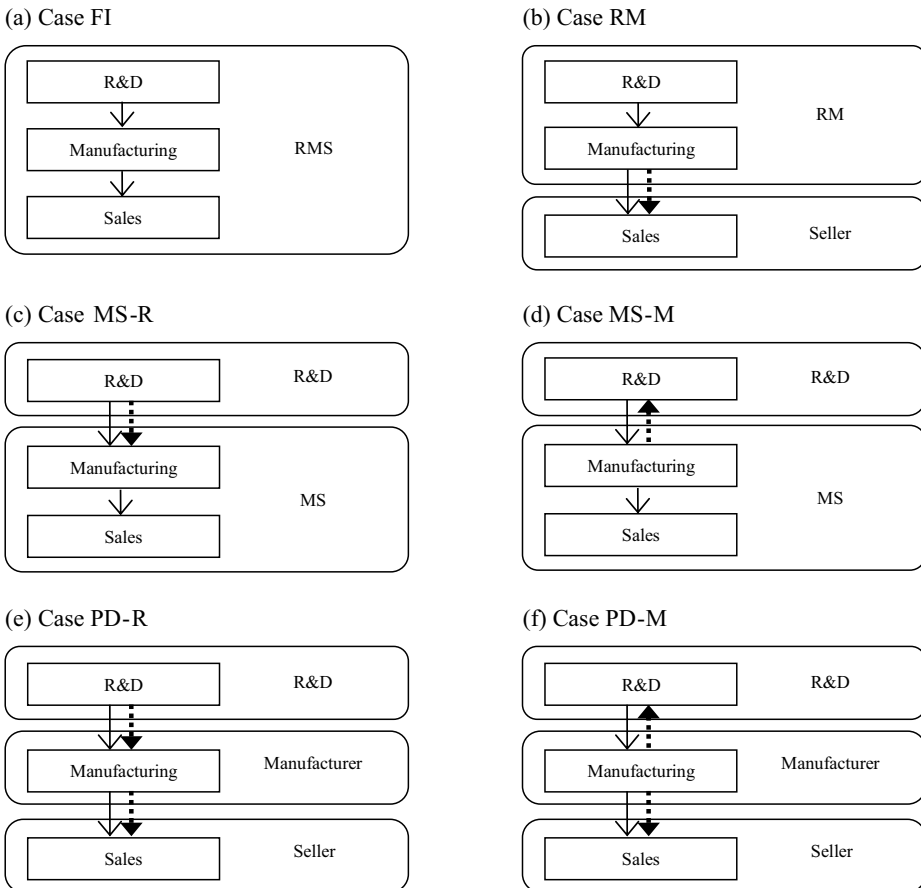 (a) Case FI
R&D
Manufacturing
RMS
Sales
(b) Case RM
R&D
RM
Manufacturing
Sales
Seller
(c) Case MS-R
R&D
R&D
Manufacturing
MS
Sales
(d) Case MS-M
R&D
R&D
Manufacturing
MS
Sales
(e) Case PD-R
R&D
R&D
Manufacturing
Manufacturer
Sales
Seller
(f) Case PD-M
R&D
R&D
Manufacturing
Manufacturer
Sales
Seller